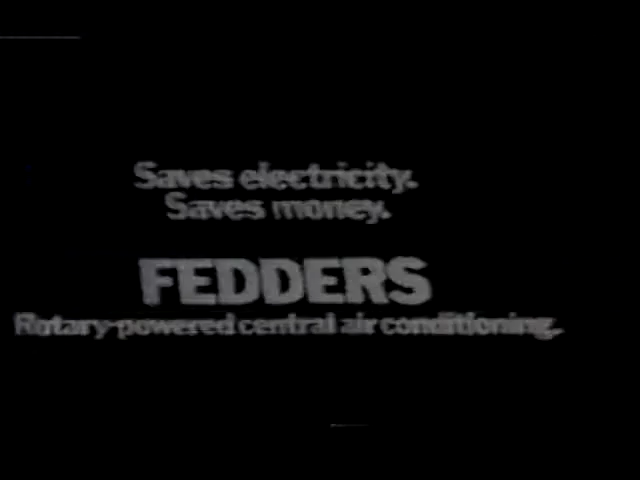 Saves electricity.
Saves money.
FEDDERS
Rotary-powered central air conditioning.